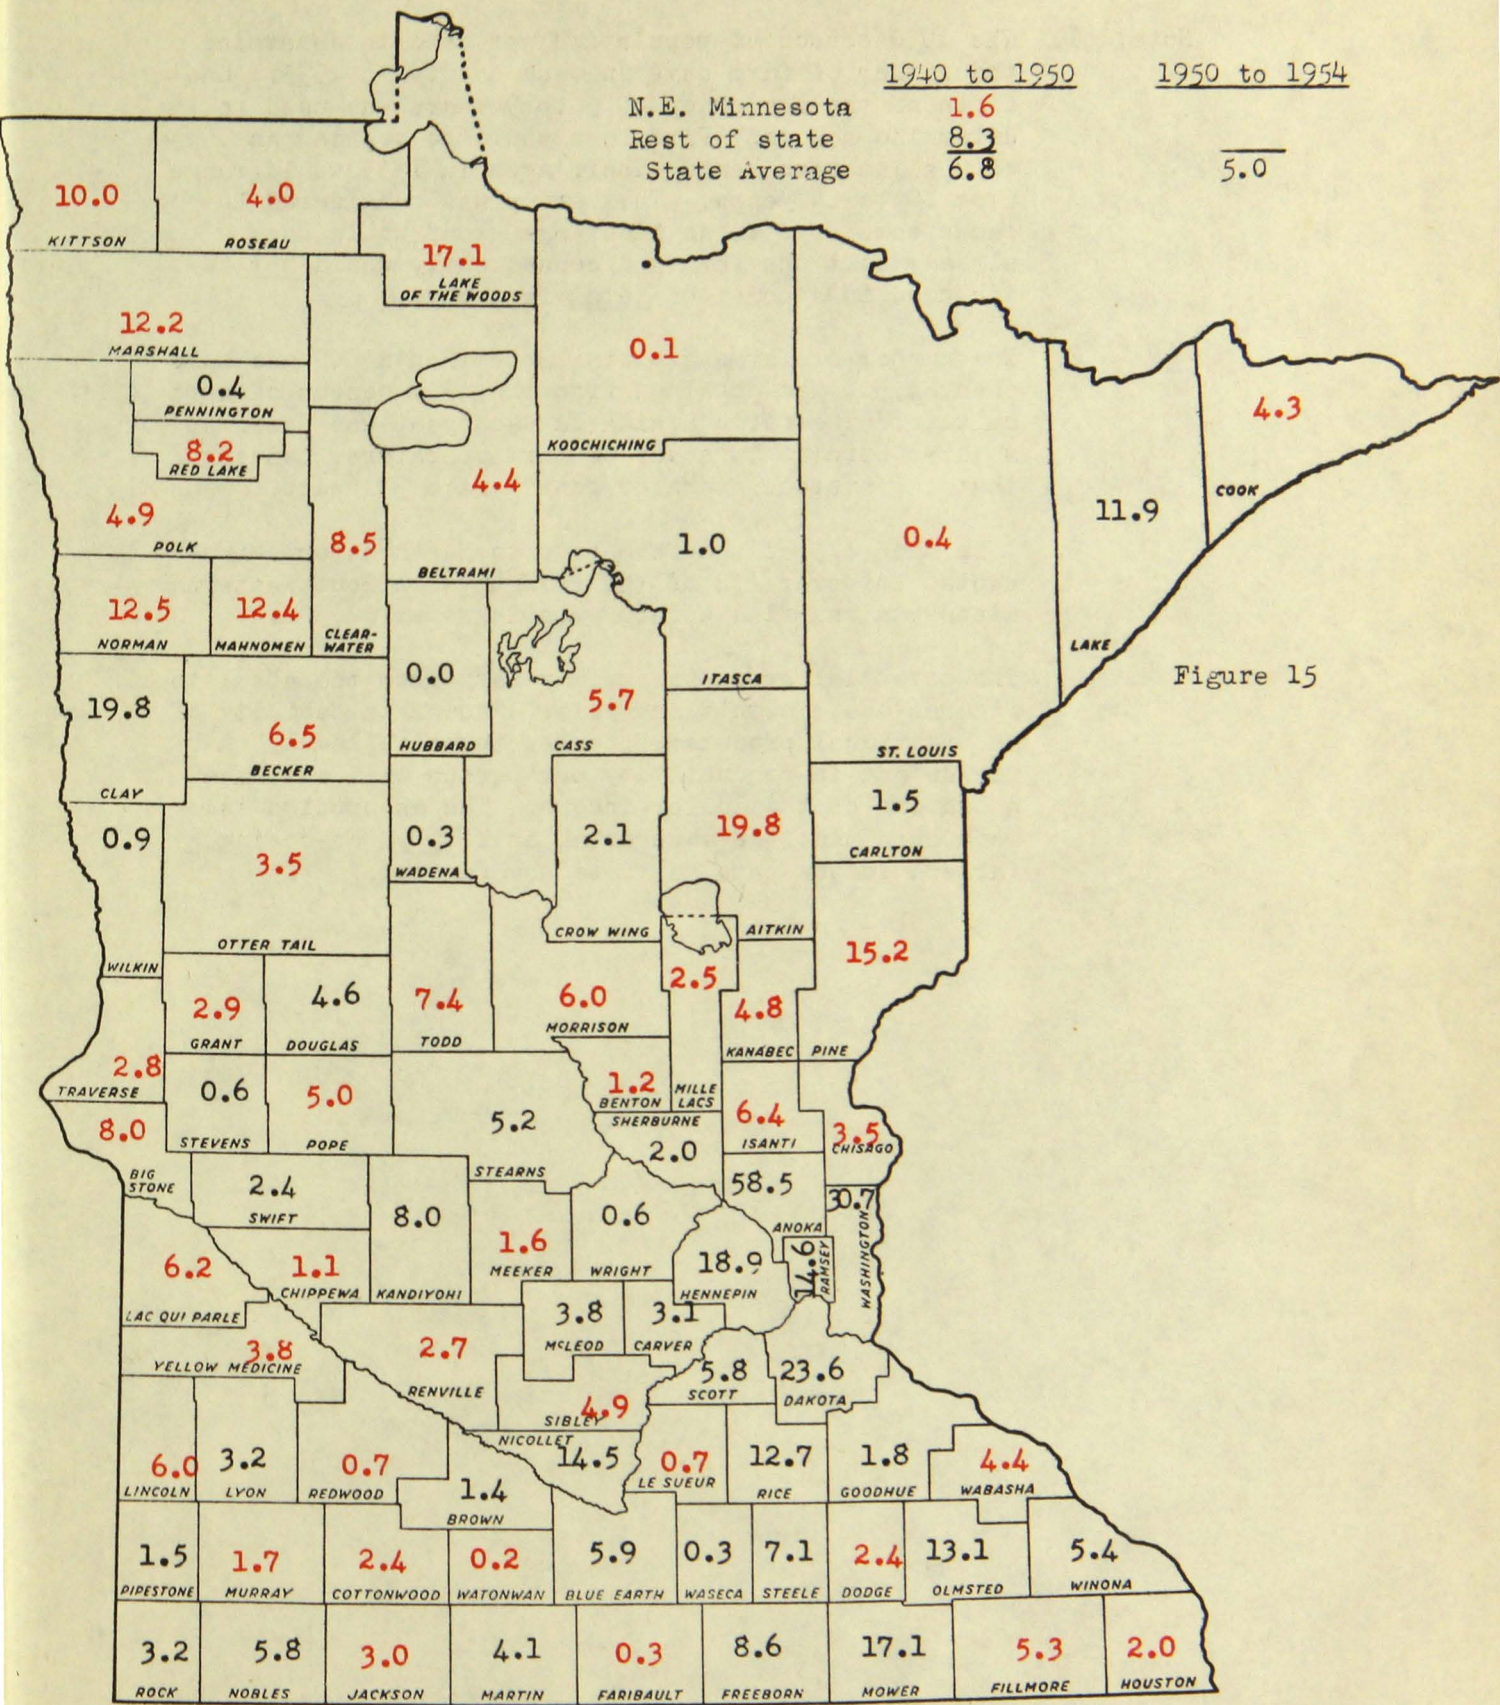 1940 to 1950 1950 to 1954
N.E. Minnesota 1.6
Rest of state 8.3
State Average 6.8 5.0
10.0
KITTSON
4.0
ROSEAU
17.1
LAKE
OF THE WOODS
12.2
MARSHALL
0.1
KOOCHICHING
0.4
PENNINGTON
8.2
RED LAKE
4.3
COOK
4.9
POLK
8.5
CLEAR-
WATER
4.4
BELTRAMI
1.0
ITASCA
0.4
ST. LOUIS
11.9
LAKE
12.5
NORMAN
12.4
MAHNOMEN
0.0
HUBBARD
5.7
CASS
Figure 15
19.8
CLAY
6.5
BECKER
0.9
WILKIN
3.5
OTTER TAIL
0.3
WADENA
2.1
CROW WING
19.8
AITKIN
1.5
CARLTON
15.2
PINE
2.9
GRANT
4.6
DOUGLAS
7.4
TODD
6.0
MORRISON
2.5
MILLE
LACS
4.8
KANABEC
2.8
TRAVERSE
0.6
STEVENS
5.0
POPE
5.2
STEARNS
1.2
BENTON
SHERBURNE
2.0
6.4
ISANTI
3.5
CHISAGO
8.0
BIG
STONE
2.4
SWIFT
8.0
KANDIYOHI
1.6
MEEKER
0.6
WRIGHT
58.5
ANOKA
30.7
WASHINGTON
14.6
RAMSEY
18.9
HENNEPIN
6.2
LAC QUI PARLE
1.1
CHIPPEWA
3.8
YELLOW MEDICINE
2.7
RENVILLE
3.8
McLEOD
3.1
CARVER
5.8
SCOTT
23.6
DAKOTA
4.9
SIBLEY
NICOLLET
14.5
6.0
LINCOLN
3.2
LYON
0.7
REDWOOD
1.4
BROWN
0.7
LE SUEUR
12.7
RICE
1.8
GOODHUE
4.4
WABASHA
1.5
PIPESTONE
1.7
MURRAY
2.4
COTTONWOOD
0.2
WATONWAN
5.9
BLUE EARTH
0.3
WASECA
7.1
STEELE
2.4
DODGE
13.1
OLMSTED
5.4
WINONA
3.2
ROCK
5.8
NOBLES
3.0
JACKSON
4.1
MARTIN
0.3
FARIBAULT
8.6
FREEBORN
17.1
MOWER
5.3
FILLMORE
2.0
HOUSTON